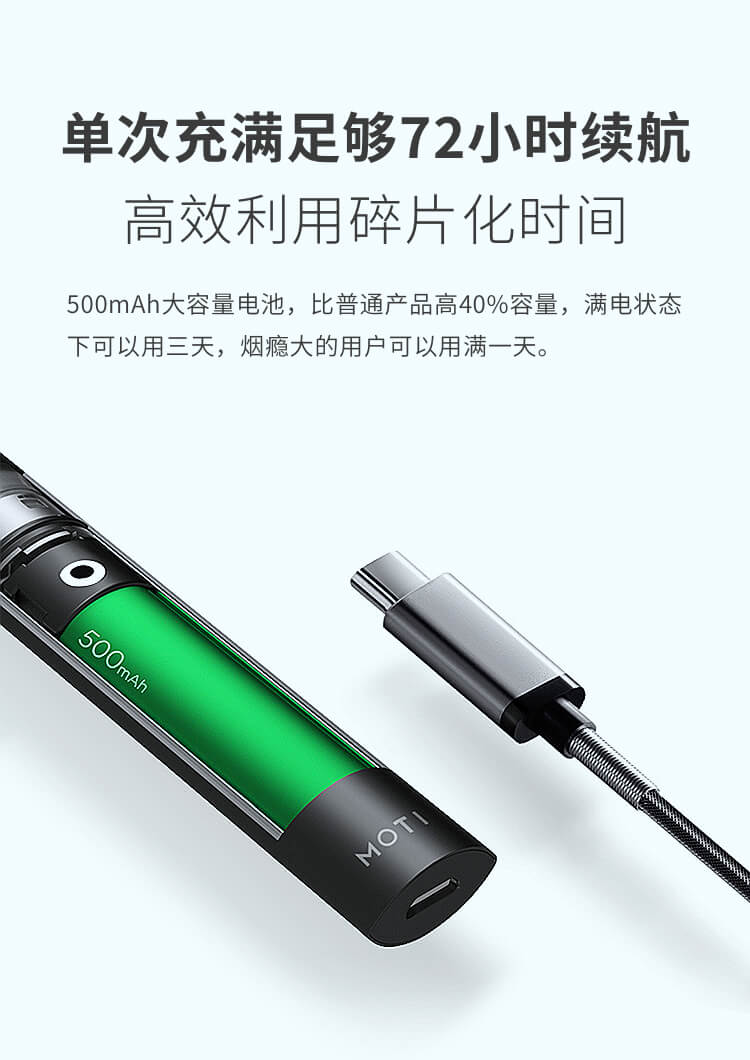 单次充满足够72小时续航
高效利用碎片化时间
500mAh大容量电池，比普通产品高40%容量，满电状态
下可以用三天，烟瘾大的用户可以用满一天。
500mAh
MOTI